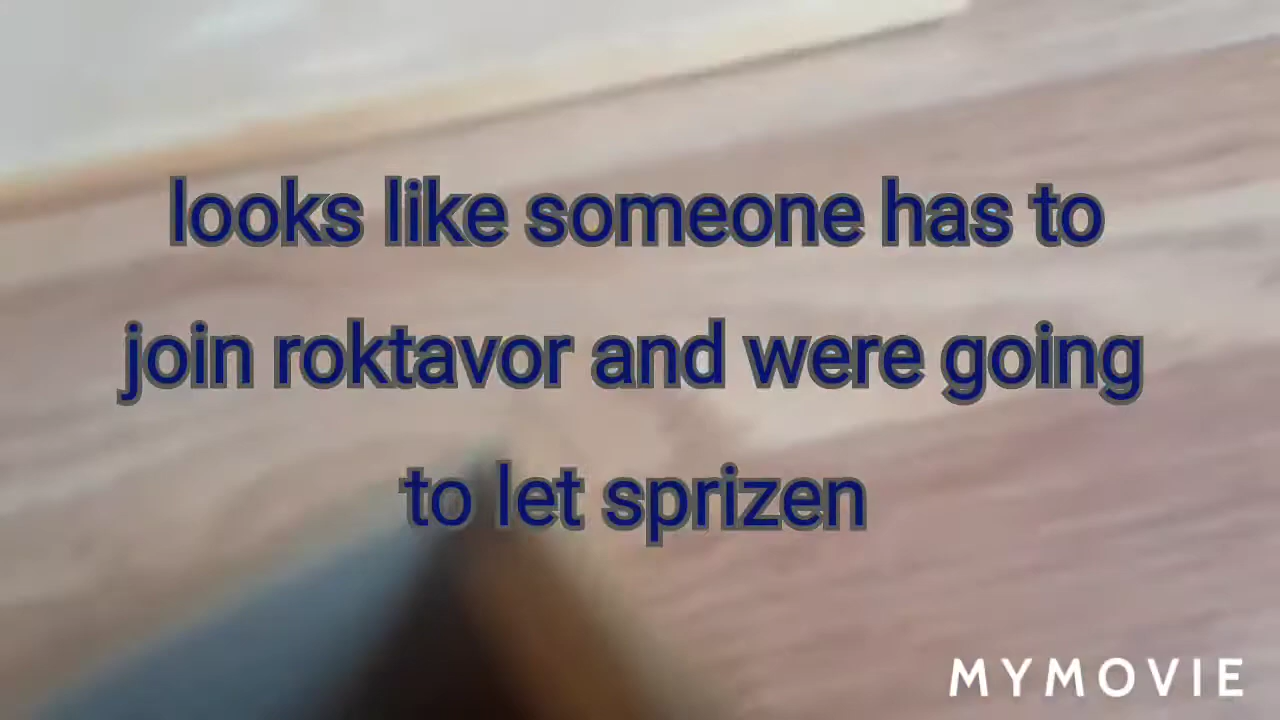 looks like someone has to
join roktavor and were going
to let sprizen
MYMOVIE